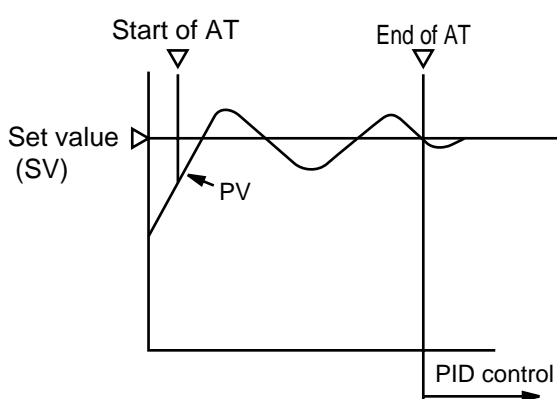 Start of AT
End of AT
Set value
(SV)
PV
PID control